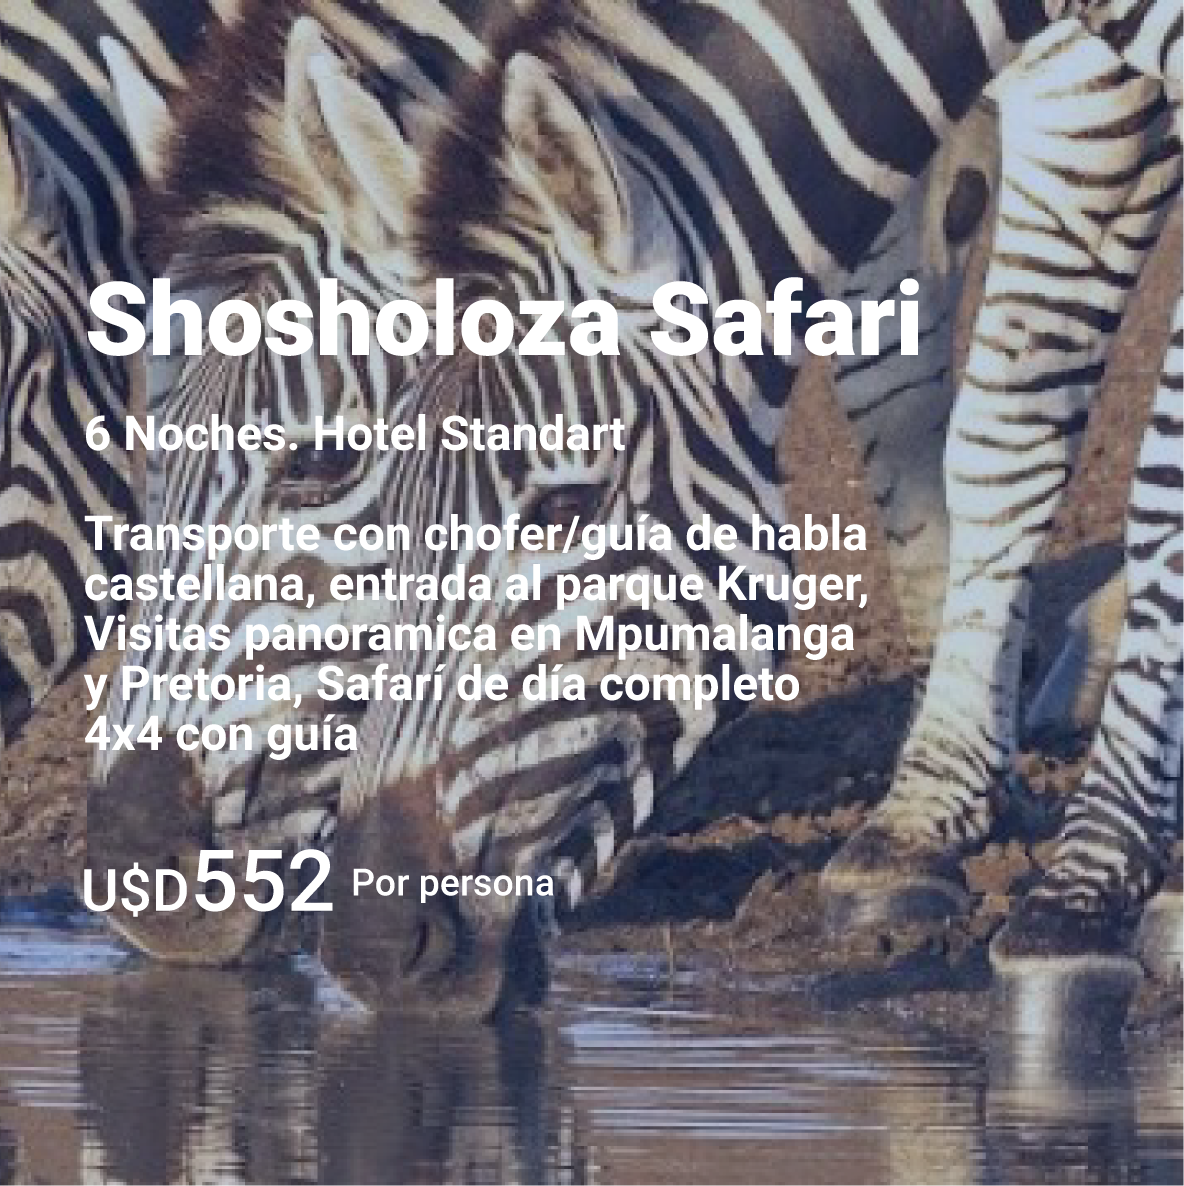 Shosholoza Safari
6 Noches. Hotel Standart
Transporte con chofer/guía de habla
castellana, entrada al parque Kruger,
Visitas panoramica en Mpumalanga
y Pretoria, Safarí de día completo
4x4 con guía
U$D552 Por persona